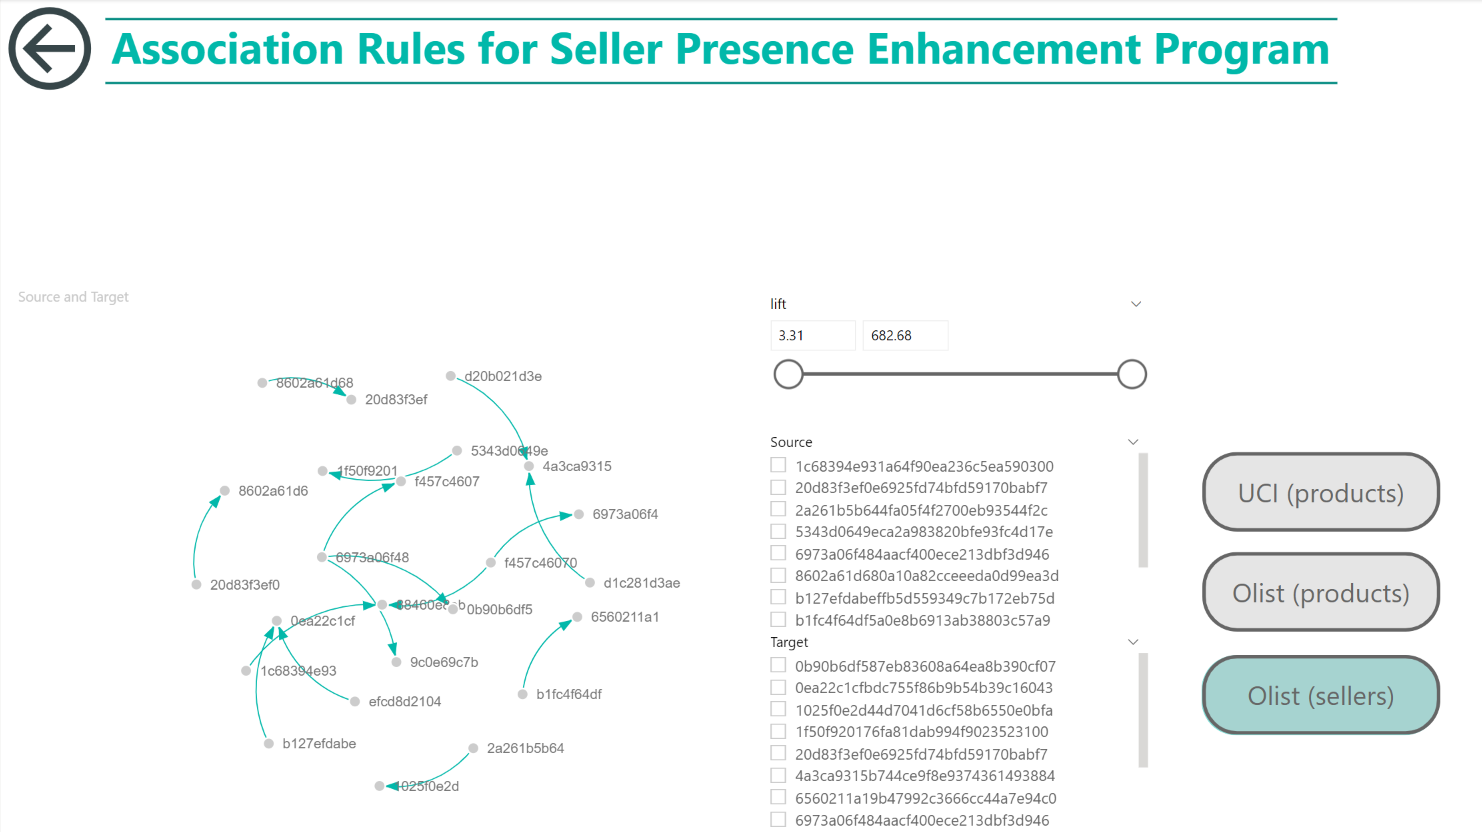 Association Rules for Seller Presence Enhancement Program
Source and Target
8602a61d68
20d83f3ef
d20b021d3e
5343d0649e
4a3ca9315
1f50f9201
f457c4607
8602a61d6
6973a06f4
6973a06f48
f457c46070
20d83f3ef0
d1c281d3ae
0b90b6df5
0ea22c1cf
6560211a1
9c0e69c7b
1c68394e93
efcd8d2104
b1fc4f64df
b127efdabe
2a261b5b64
1025f0e2d
lift
3.31
682.68
Source
1c68394e931a64f90ea236c5ea590300
20d83f3ef0e6925fd74bfd59170babf7
2a261b5b644fa05f4f2700eb93544f2c
5343d0649eca2a983820bfe93fc4d17e
6973a06f484aacf400ece213dbf3d946
8602a61d680a10a82cceeeda0d99ea3d
b127efdabeffb5d559349c7b172eb75d
b1fc4f64df5a0e8b6913ab38803c57a9
Target
0b90b6df587eb83608a64ea8b390cf07
0ea22c1cfbdc755f86b9b54b39c16043
1025f0e2d44d7041d6cf58b6550e0bfa
1f50f920176fa81dab994f9023523100
20d83f3ef0e6925fd74bfd59170babf7
4a3ca9315b744ce9f8e9374361493884
6560211a19b47992c3666cc44a7e94c0
6973a06f484aacf400ece213dbf3d946
UCI (products)
Olist (products)
Olist (sellers)